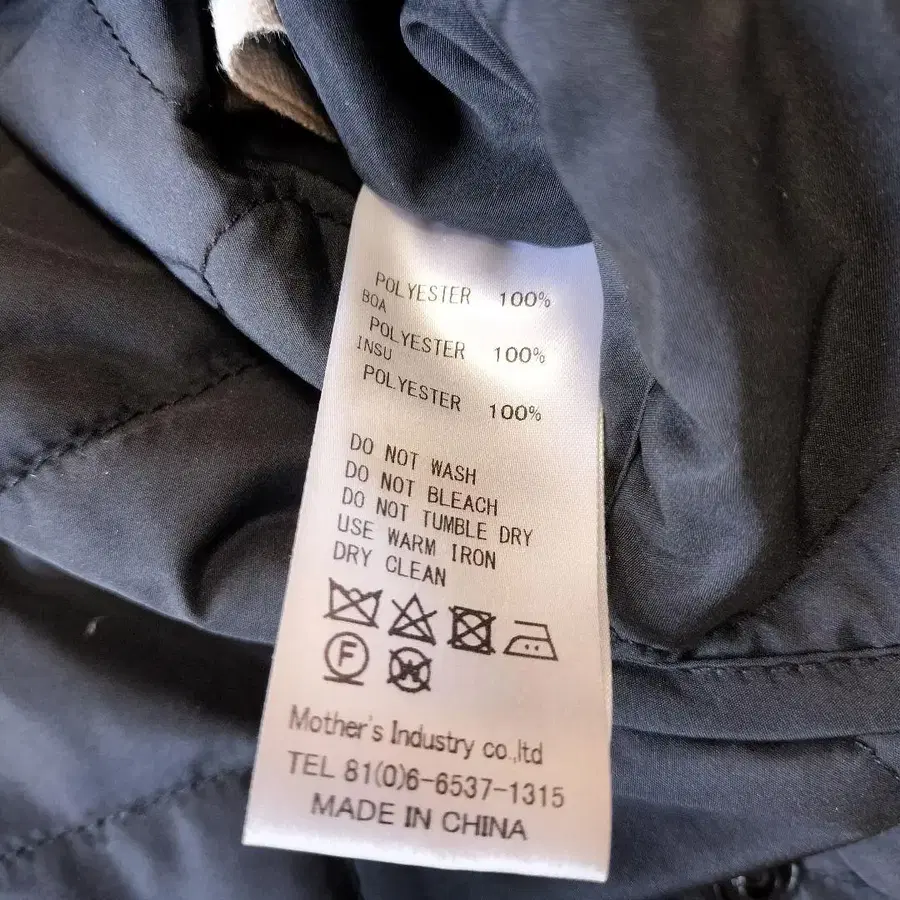 POLYESTER 100%
BOA
POLYESTER 100%
INSU
POLYESTER 100%
DO NOT WASH
DO NOT BLEACH
DO NOT TUMBLE DRY
USE WARM IRON
DRY CLEAN
F W
Mother's Industry co.,ltd
TEL 81(0)6-6537-1315
MADE IN CHINA